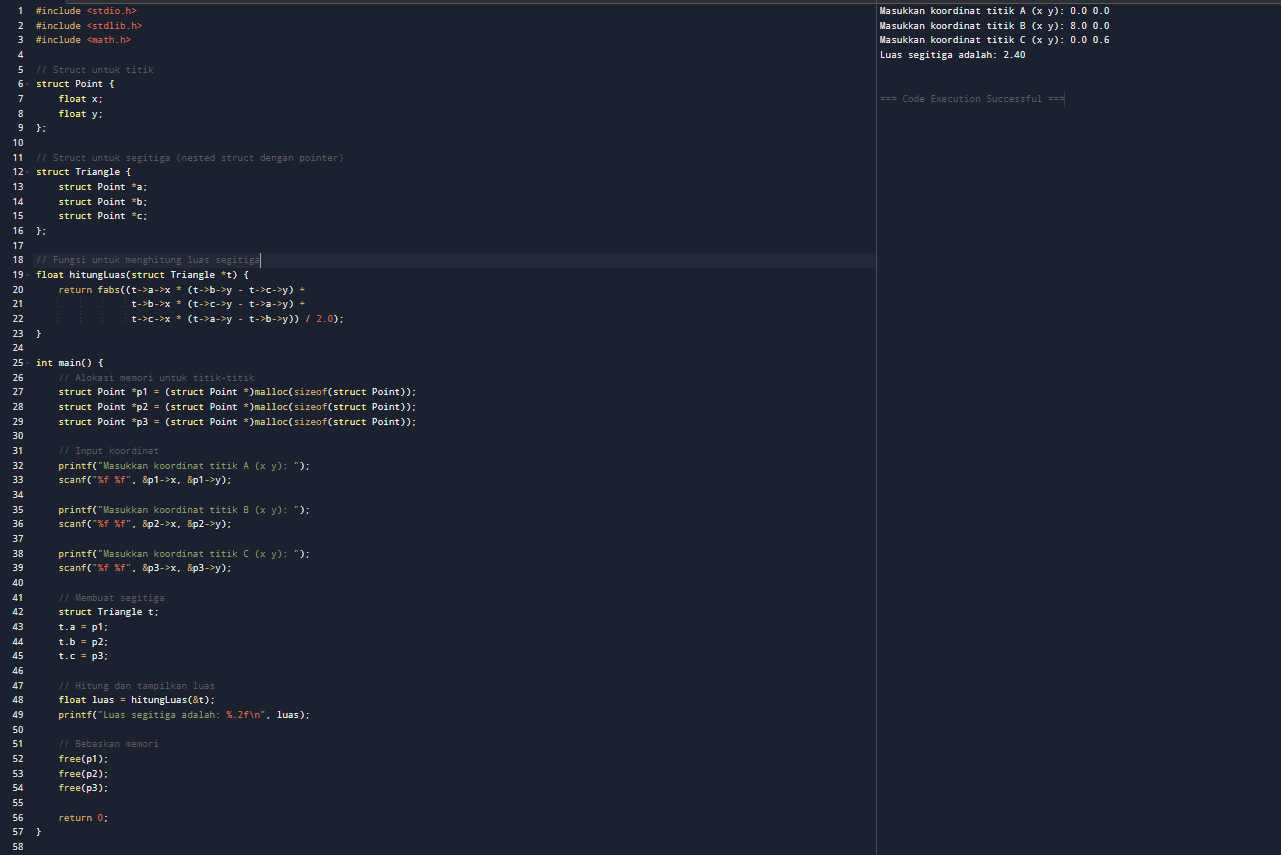 1 #include <stdio.h>
2 #include <stdlib.h>
3 #include <math.h>
4
5 // Struct untuk titik
6 struct Point {
7     float x;
8     float y;
9 };
10
11 // Struct untuk segitiga (nested struct dengan pointer)
12 struct Triangle {
13     struct Point *a;
14     struct Point *b;
15     struct Point *c;
16 };
17
18 // Fungsi untuk menghitung luas segitiga
19 float hitungLuas(struct Triangle *t) {
20     return fabs((t->a->x * (t->b->y - t->c->y) +
21                  t->b->x * (t->c->y - t->a->y) +
22                  t->c->x * (t->a->y - t->b->y)) / 2.0);
23 }
24
25 int main() {
26     // Alokasi memori untuk titik-titik
27     struct Point *p1 = (struct Point *)malloc(sizeof(struct Point));
28     struct Point *p2 = (struct Point *)malloc(sizeof(struct Point));
29     struct Point *p3 = (struct Point *)malloc(sizeof(struct Point));
30
31     // Input koordinat
32     printf("Masukkan koordinat titik A (x y): ");
33     scanf("%f %f", &p1->x, &p1->y);
34
35     printf("Masukkan koordinat titik B (x y): ");
36     scanf("%f %f", &p2->x, &p2->y);
37
38     printf("Masukkan koordinat titik C (x y): ");
39     scanf("%f %f", &p3->x, &p3->y);
40
41     // Membuat segitiga
42     struct Triangle t;
43     t.a = p1;
44     t.b = p2;
45     t.c = p3;
46
47     // Hitung dan tampilkan luas
48     float luas = hitungLuas(&t);
49     printf("Luas segitiga adalah: %.2f\n", luas);
50
51     // Bebaskan memori
52     free(p1);
53     free(p2);
54     free(p3);
55
56     return 0;
57 }
58
Masukkan koordinat titik A (x y): 0.0 0.0
Masukkan koordinat titik B (x y): 8.0 0.0
Masukkan koordinat titik C (x y): 0.0 0.6
Luas segitiga adalah: 2.40
=== Code Execution Successful ===